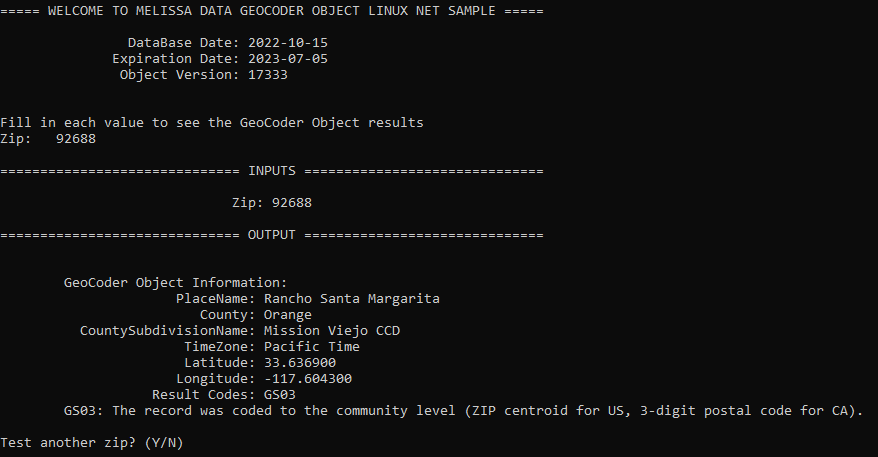 ===== WELCOME TO MELISSA DATA GEOCODER OBJECT LINUX NET SAMPLE =====
DataBase Date: 2022-10-15
Expiration Date: 2023-07-05
Object Version: 17333
Fill in each value to see the GeoCoder Object results
Zip:   92688
============================== INPUTS ==============================
Zip: 92688
============================== OUTPUT ==============================
GeoCoder Object Information:
PlaceName: Rancho Santa Margarita
County: Orange
CountySubdivisionName: Mission Viejo CCD
TimeZone: Pacific Time
Latitude: 33.636900
Longitude: -117.604300
Result Codes: GS03
GS03: The record was coded to the community level (ZIP centroid for US, 3-digit postal code for CA).
Test another zip? (Y/N)